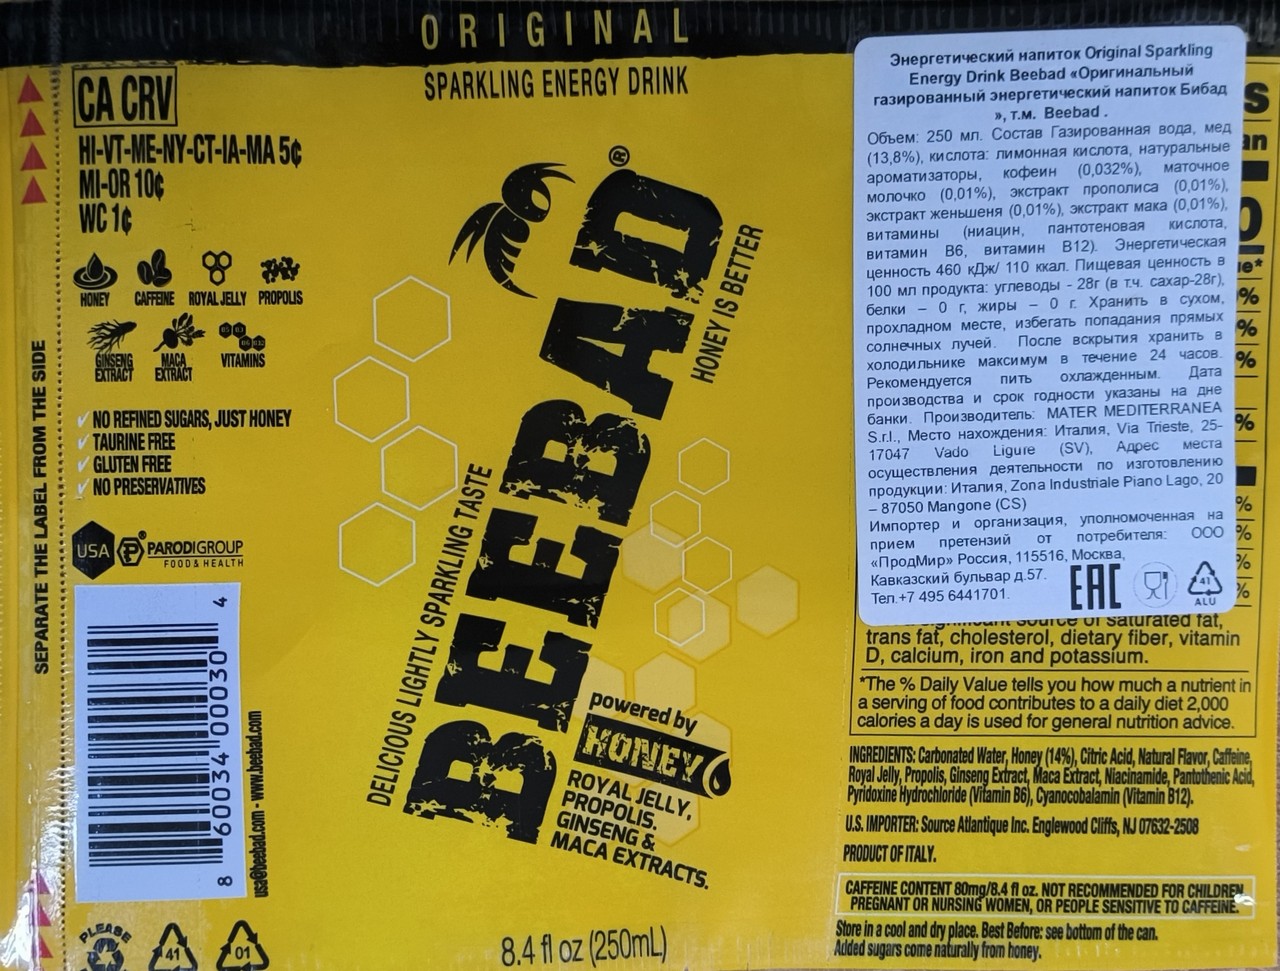 ORIGINAL
SPARKLING ENERGY DRINK
SEPARATE THE LABEL FROM THE SIDE
CA CRV
HI-VT-ME-NY-CT-IA-MA 5¢
MI-OR 10¢
WC 1¢
HONEY CAFFEINE ROYAL JELLY PROPOLIS
GINSENG EXTRACT MACA EXTRACT VITAMINS
✓ NO REFINED SUGARS, JUST HONEY
✓ TAURINE FREE
✓ GLUTEN FREE
✓ NO PRESERVATIVES
USA P® PARODIGROUP
FOOD & HEALTH
8 60034 00030 4
usa@beebad.com - www.beebad.com
PLEASE
41
01
DELICIOUS LIGHTLY SPARKLING TASTE
BEEBAD®
HONEY IS BETTER
powered by
HONEY
ROYAL JELLY,
PROPOLIS,
GINSENG &
MACA EXTRACTS.
8.4 fl oz (250mL)
Энергетический напиток Original Sparkling
Energy Drink Beebad «Оригинальный
газированный энергетический напиток Бибад
», т.м. Beebad .
Объем: 250 мл. Состав Газированная вода, мед
(13,8%), кислота: лимонная кислота, натуральные
ароматизаторы, кофеин (0,032%), маточное
молочко (0,01%), экстракт прополиса (0,01%),
экстракт женьшеня (0,01%), экстракт мака (0,01%),
витамины (ниацин, пантотеновая кислота,
витамин B6, витамин B12). Энергетическая
ценность 460 кДж/ 110 ккал. Пищевая ценность в
100 мл продукта: углеводы - 28г (в т.ч. сахар-28г),
белки – 0 г, жиры – 0 г. Хранить в сухом,
прохладном месте, избегать попадания прямых
солнечных лучей. После вскрытия хранить в
холодильнике максимум в течение 24 часов.
Рекомендуется пить охлажденным. Дата
производства и срок годности указаны на дне
банки. Производитель: MATER MEDITERRANEA
S.r.l., Место нахождения: Италия, Via Trieste, 25-
17047 Vado Ligure (SV), Адрес места
осуществления деятельности по изготовлению
продукции: Италия, Zona Industriale Piano Lago, 20
– 87050 Mangone (CS)
Импортер и организация, уполномоченная на
прием претензий от потребителя: ООО
«ПродМир» Россия, 115516, Москва,
Кавказский бульвар д.57.
Тел.+7 495 6441701.
EAC
41
ALU
significant source of saturated fat,
trans fat, cholesterol, dietary fiber, vitamin
D, calcium, iron and potassium.
*The % Daily Value tells you how much a nutrient in
a serving of food contributes to a daily diet 2,000
calories a day is used for general nutrition advice.
INGREDIENTS: Carbonated Water, Honey (14%), Citric Acid, Natural Flavor, Caffeine,
Royal Jelly, Propolis, Ginseng Extract, Maca Extract, Niacinamide, Pantothenic Acid,
Pyridoxine Hydrochloride (Vitamin B6), Cyanocobalamin (Vitamin B12).
U.S. IMPORTER: Source Atlantique Inc. Englewood Cliffs, NJ 07632-2508
PRODUCT OF ITALY.
CAFFEINE CONTENT 80mg/8.4 fl oz. NOT RECOMMENDED FOR CHILDREN,
PREGNANT OR NURSING WOMEN, OR PEOPLE SENSITIVE TO CAFFEINE.
Store in a cool and dry place. Best Before: see bottom of the can.
Added sugars come naturally from honey.